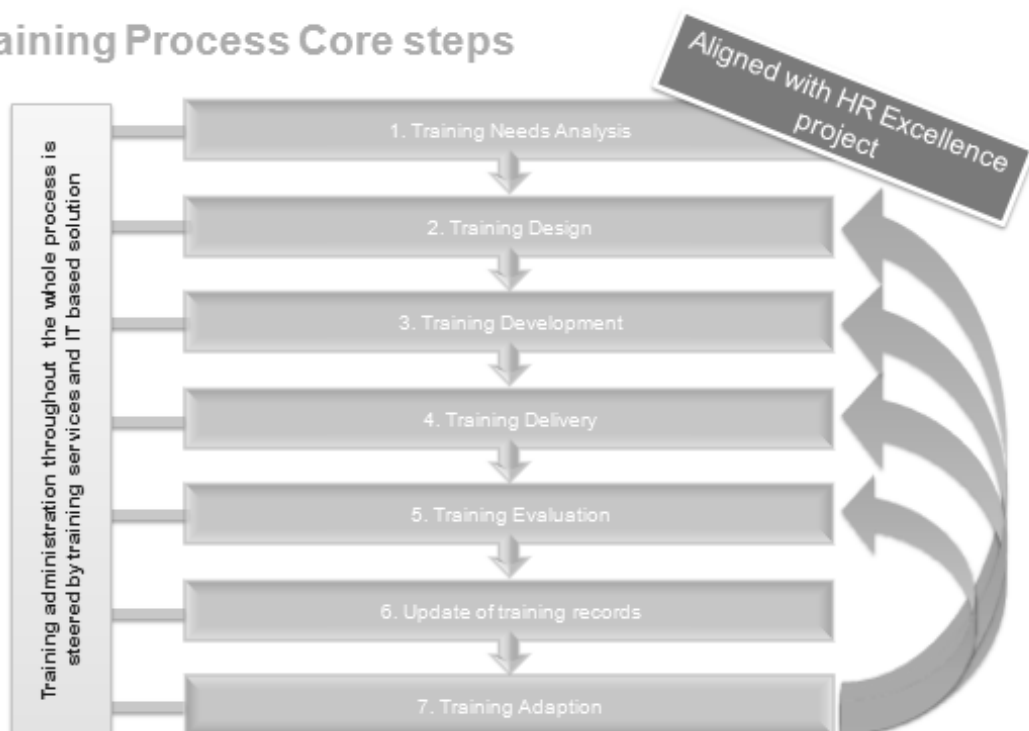 aining Process Core steps
Aligned with HR Excellence
project
Training administration throughout the whole process is
steered by training services and IT based solution
1. Training Needs Analysis
2. Training Design
3. Training Development
4. Training Delivery
5. Training Evaluation
6. Update of training records
7. Training Adaption